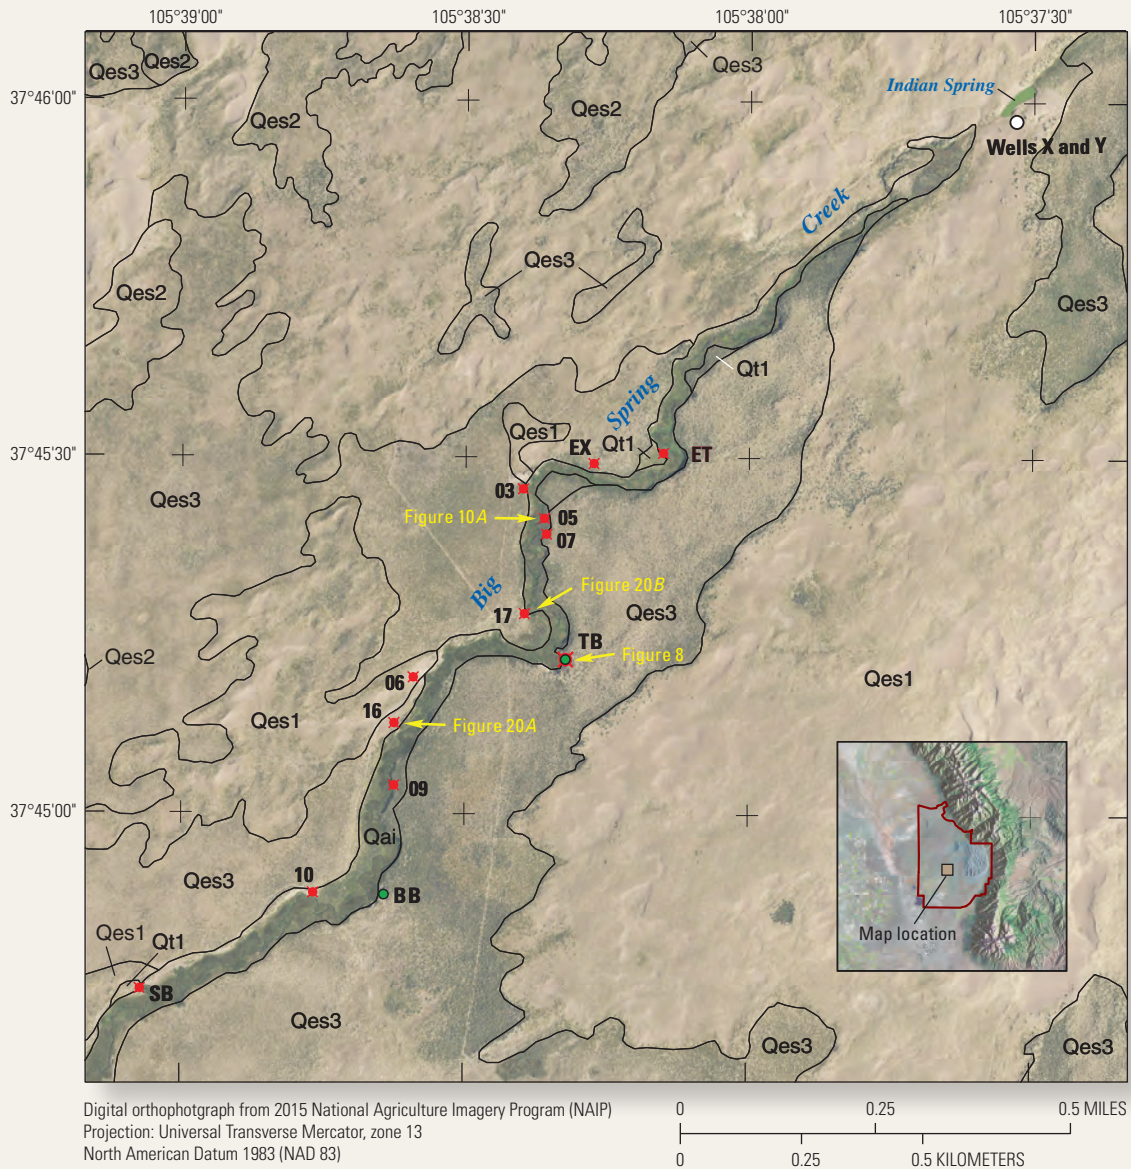 105°39'00" 105°38'30" 105°38'00" 105°37'30"
Qes3
Qes2
Qes3
37°46'00"
Indian Spring
Qes2
Qes2
Wells X and Y
Creek
Qes3
Qes2
Qes3
Qt1
Spring
Qes1
Qt1
EX
ET
37°45'30"
Qes3
03
Figure 10A
05
07
Big
Figure 20B
17
Qes3
TB
Figure 8
Qes2
06
Qes1
16
Qes1
Figure 20A
09
37°45'00"
Qai
10
Qes3
BB
Map location
Qes1
Qt1
SB
Qes3
Qes3
Qes3
Digital orthophotgraph from 2015 National Agriculture Imagery Program (NAIP)
Projection: Universal Transverse Mercator, zone 13
North American Datum 1983 (NAD 83)
0 0.25 0.5 MILES
0 0.25 0.5 KILOMETERS